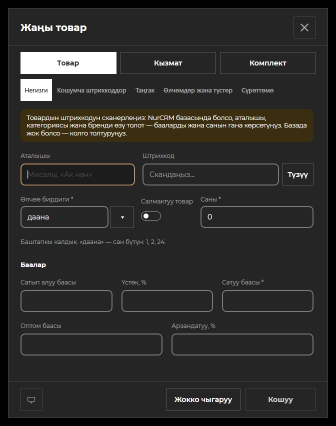 Жаңы товар
Товар Кызмат Комплект
Негизги Кошумча штрихкоддор Таңгак Өлчөмдөр жана түстөр Сүрөттөмө
Товардын штрихкодун сканерлеңиз: NurCRM базасында болсо, аталышы,
категориясы жана бренди өзү толот — бааларды жана санын гана көрсөтүңүз. Базада
жок болсо — колго толтуруңуз.
Аталышы Штрихкод
Мисалы, «Ак нан» Скандаңыз... Түзүү
Өлчөө бирдиги * Салмактуу товар Саны *
даана 0
Баштапкы калдык. «даана» — сан бүтүн: 1, 2, 24.
Баалар
Сатып алуу баасы Үстөк, % Сатуу баасы *
Оптом баасы Арзандатуу, %
Жокко чыгаруу Кошуу